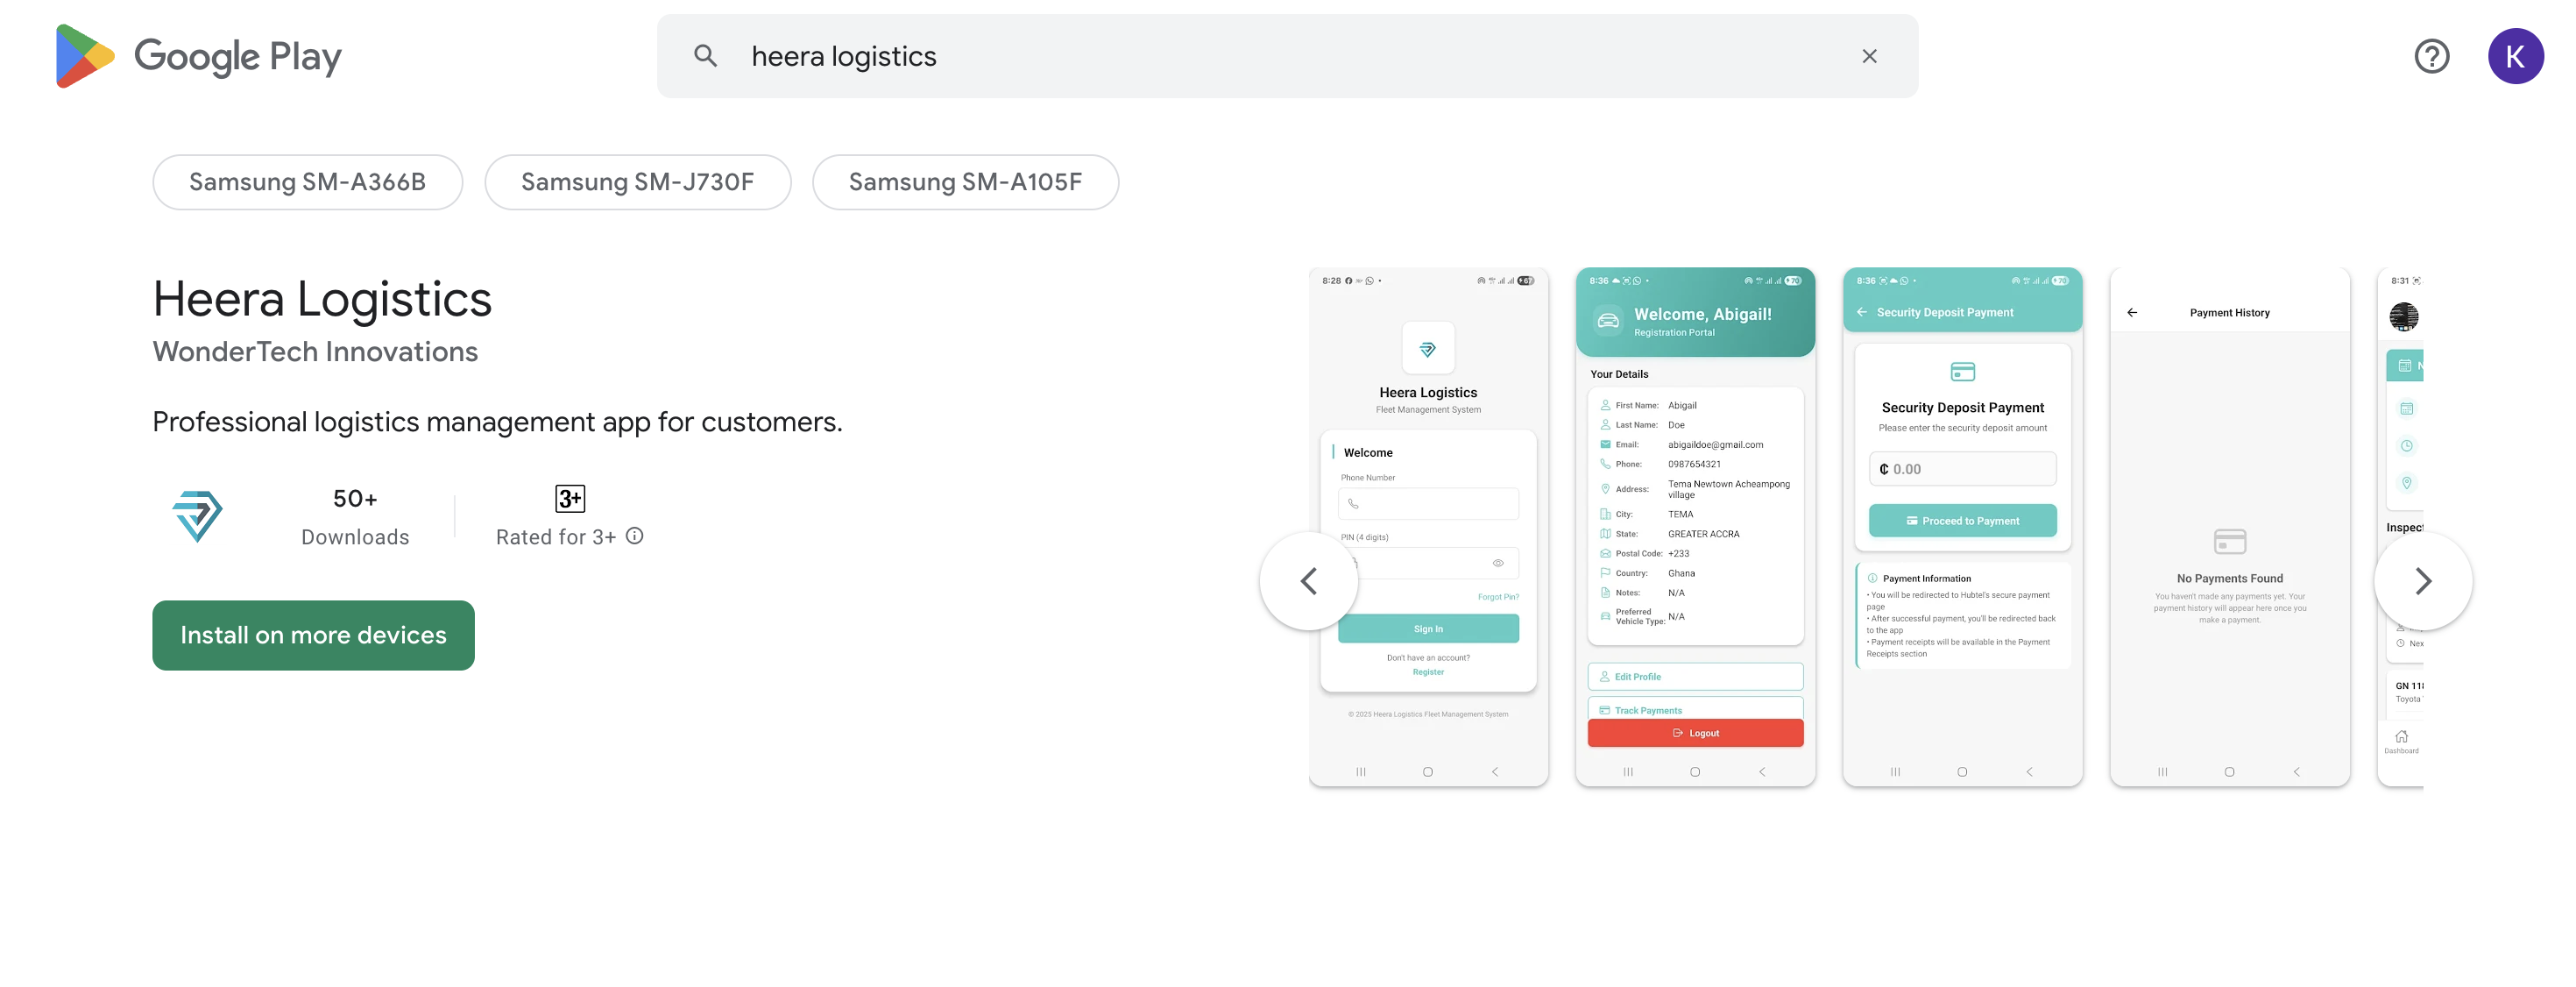 Google Play
heera logistics
K
Samsung SM-A366B
Samsung SM-J730F
Samsung SM-A105F
Heera Logistics
WonderTech Innovations
Professional logistics management app for customers.
50+
Downloads
3+
Rated for 3+
Install on more devices
8:28
67
Heera Logistics
Fleet Management System
Welcome
Phone Number
PIN (4 digits)
Forgot Pin?
Sign In
Don't have an account?
Register
© 2025 Heera Logistics Fleet Management System
8:36
70
Welcome, Abigail!
Registration Portal
Your Details
First Name: Abigail
Last Name: Doe
Email: abigaildoe@gmail.com
Phone: 0987654321
Address: Tema Newtown Acheampong
village
City: TEMA
State: GREATER ACCRA
Postal Code: +233
Country: Ghana
Notes: N/A
Preferred
Vehicle Type: N/A
Edit Profile
Track Payments
Logout
8:36
70
Security Deposit Payment
Security Deposit Payment
Please enter the security deposit amount
₵ 0.00
Proceed to Payment
Payment Information
• You will be redirected to Hubtel's secure payment
page
• After successful payment, you'll be redirected back
to the app
• Payment receipts will be available in the Payment
Receipts section
Payment History
No Payments Found
You haven't made any payments yet. Your
payment history will appear here once you
make a payment.
8:31
N
Inspect
Nex
GN 118
Toyota
Dashboard